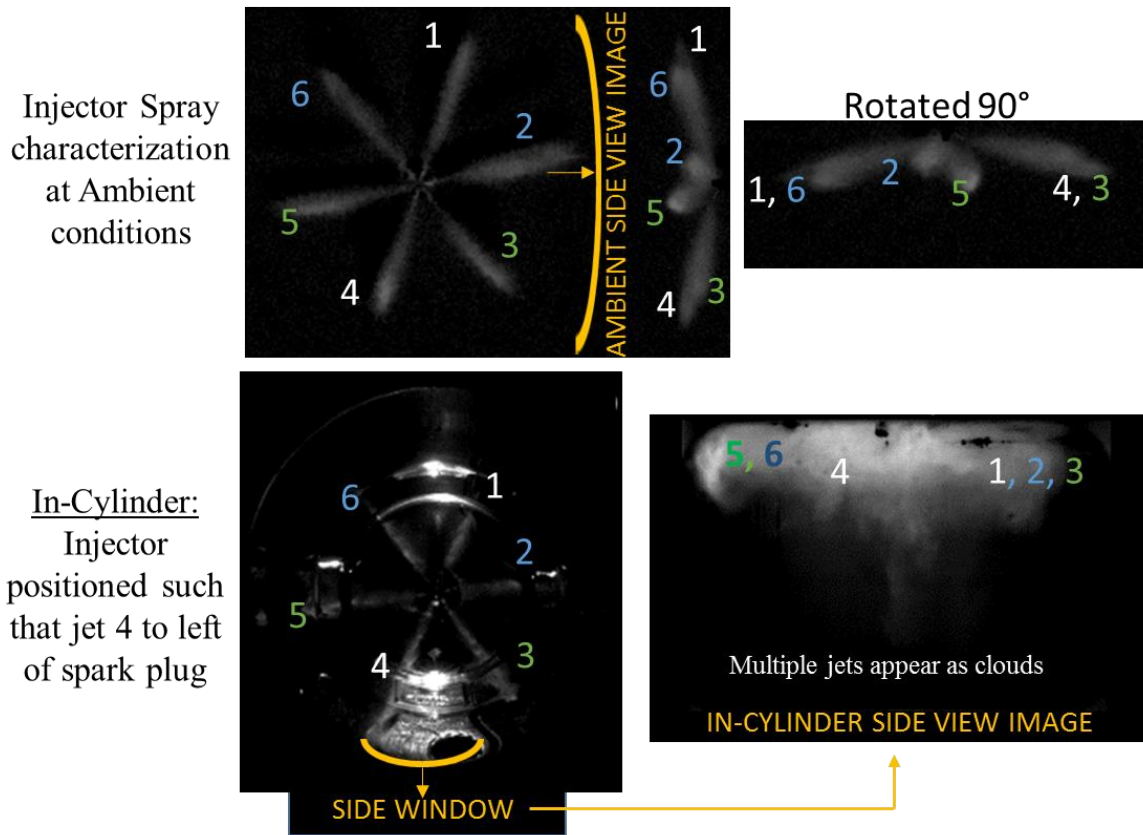 Injector Spray
characterization
at Ambient
conditions
1
6
2
5
3
4
AMBIENT SIDE VIEW IMAGE
1
6
2
5
4
3
Rotated 90°
1, 6
2
5
4, 3
In-Cylinder:
Injector
positioned such
that jet 4 to left
of spark plug
6
1
2
5
4
3
SIDE WINDOW
5, 6
4
1, 2, 3
Multiple jets appear as clouds
IN-CYLINDER SIDE VIEW IMAGE